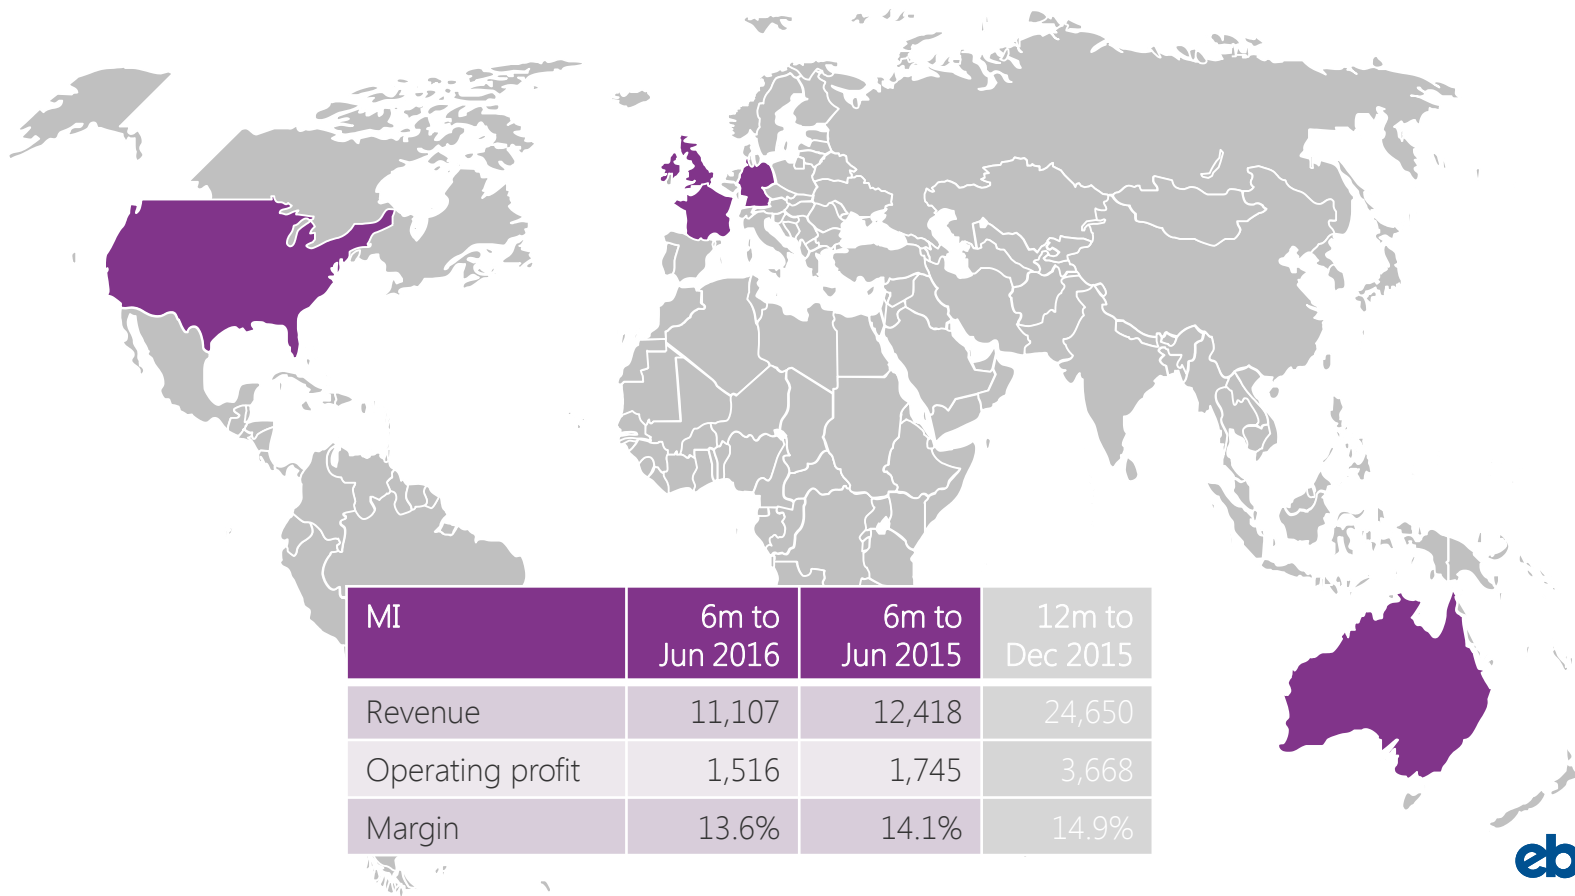 MI 6m to Jun 2016 6m to Jun 2015 12m to Dec 2015
Revenue 11,107 12,418 24,650
Operating profit 1,516 1,745 3,668
Margin 13.6% 14.1% 14.9%
eb